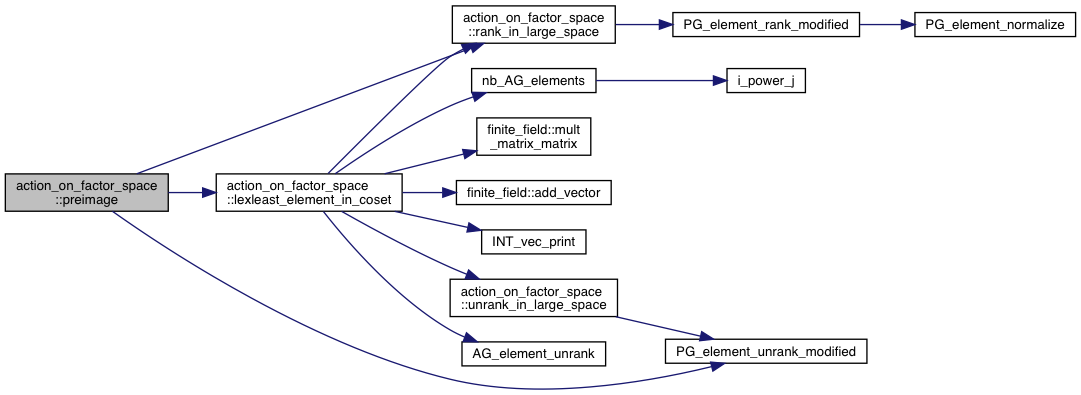 action_on_factor_space
::preimage
action_on_factor_space
::lexleast_element_in_coset
action_on_factor_space
::rank_in_large_space
PG_element_rank_modified
PG_element_normalize
nb_AG_elements
i_power_j
finite_field::mult
_matrix_matrix
finite_field::add_vector
INT_vec_print
action_on_factor_space
::unrank_in_large_space
AG_element_unrank
PG_element_unrank_modified